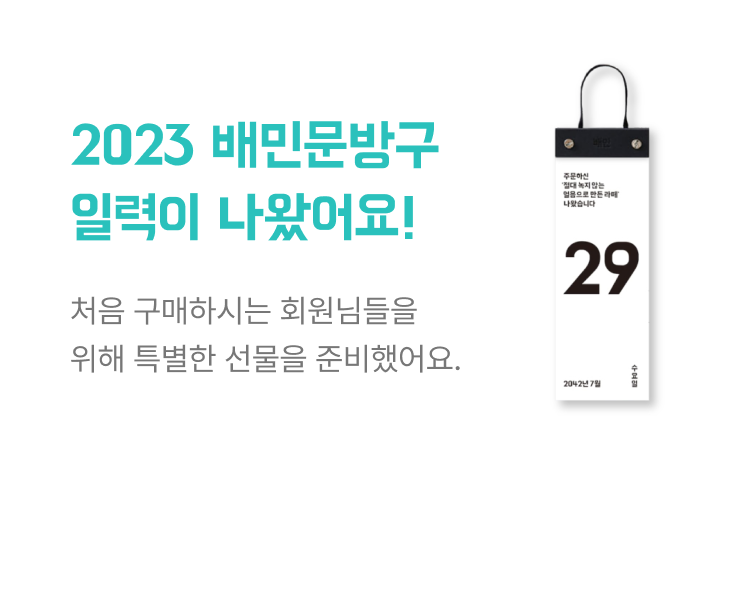 2023 배민문방구
일력이 나왔어요!
처음 구매하시는 회원님들을
위해 특별한 선물을 준비했어요.
배민
주문하신
'절대 녹지 않는
얼음으로 만든 라떼'
나왔습니다
29
2042년 7월
수요일